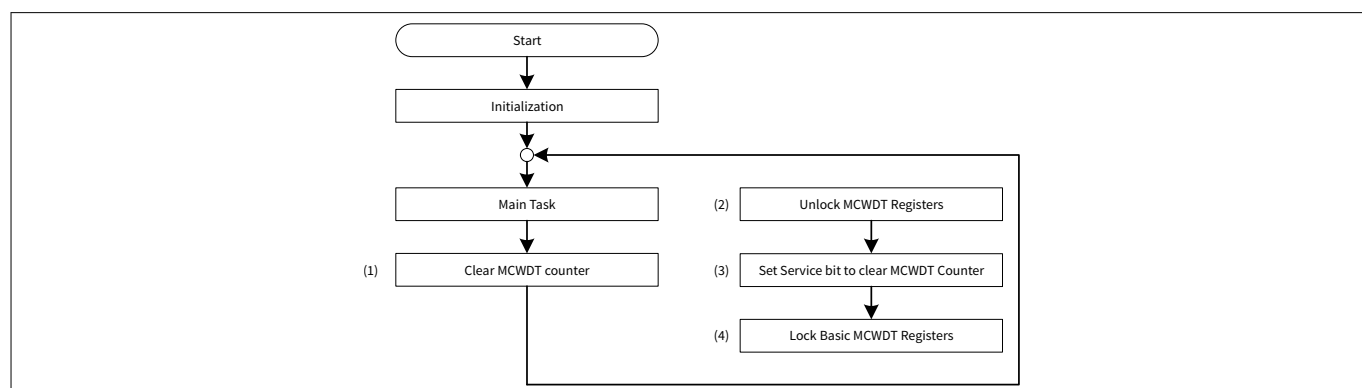 Start
Initialization
Main Task
(1) Clear MCWDT counter
(2) Unlock MCWDT Registers
(3) Set Service bit to clear MCWDT Counter
(4) Lock Basic MCWDT Registers